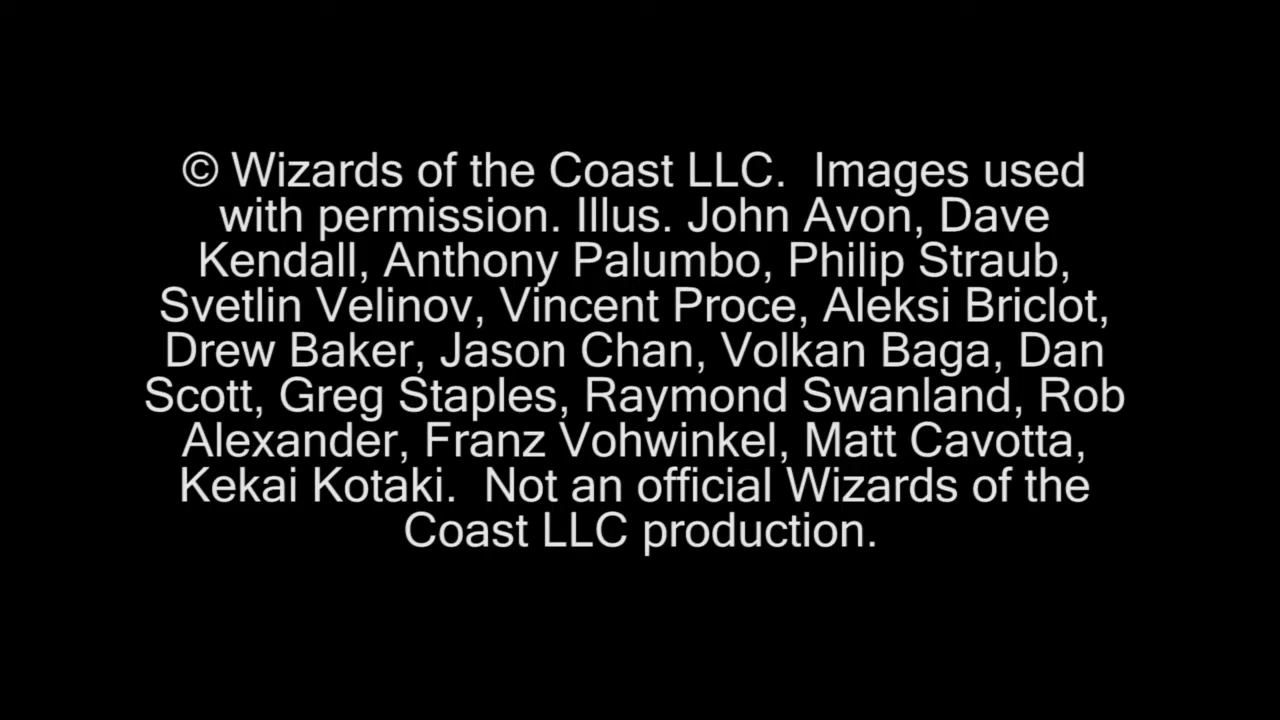 © Wizards of the Coast LLC.  Images used
with permission. Illus. John Avon, Dave
Kendall, Anthony Palumbo, Philip Straub,
Svetlin Velinov, Vincent Proce, Aleksi Briclot,
Drew Baker, Jason Chan, Volkan Baga, Dan
Scott, Greg Staples, Raymond Swanland, Rob
Alexander, Franz Vohwinkel, Matt Cavotta,
Kekai Kotaki.  Not an official Wizards of the
Coast LLC production.